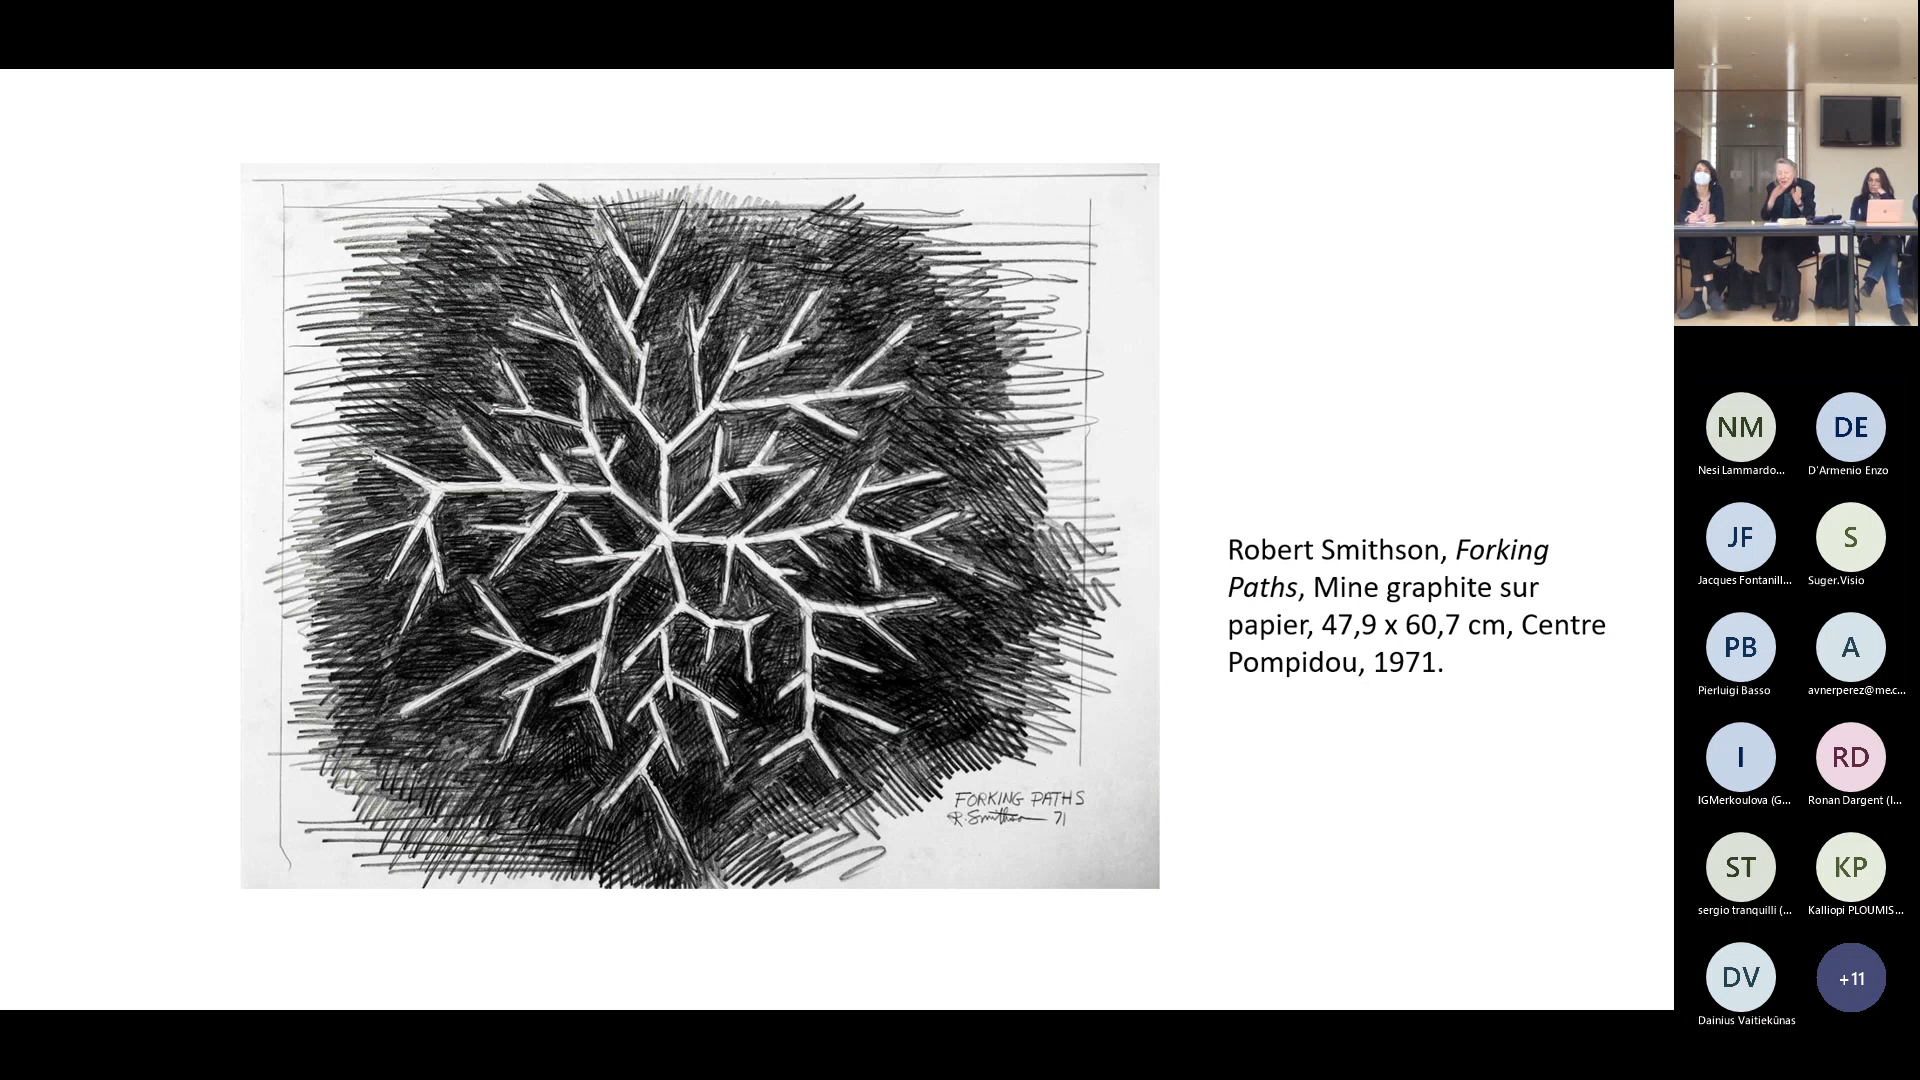 FORKING PATHS
R. Smithson 71
Robert Smithson, Forking
Paths, Mine graphite sur
papier, 47,9 x 60,7 cm, Centre
Pompidou, 1971.
NM
DE
Nesi Lammardo...
D'Armenio Enzo
JF
S
Jacques Fontanill...
Suger.Visio
PB
A
Pierluigi Basso
avnerperez@me.c...
I
RD
IGMerkoulova (G...
Ronan Dargent (I...
ST
KP
sergio tranquilli (...
Kalliopi PLOUMIS...
DV
+11
Dainius Vaitiekūnas